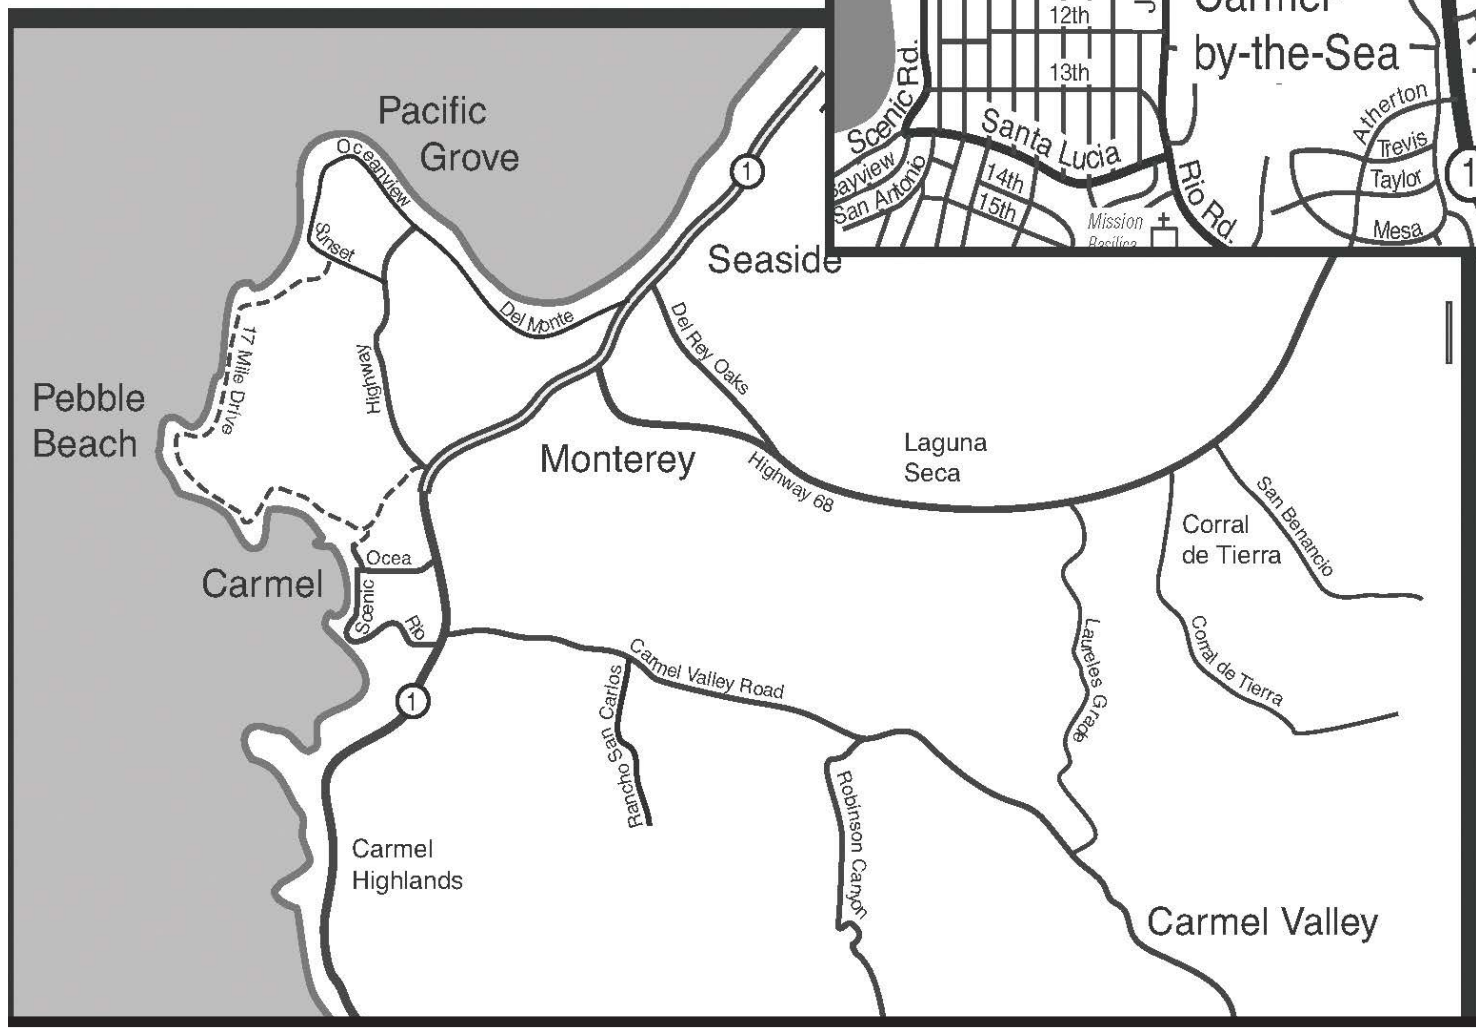 12th
by-the-Sea
13th
Scenic Rd.
Santa Lucia
Atherton
Trevis
Taylor
Mesa
San Antonio
14th
15th
Rio Rd.
Mission
1
Pacific
Grove
Oceanview
1
Sunset
Seaside
Del Monte
Del Rey Oaks
17 Mile Drive
Highway
Pebble
Beach
Monterey
Highway 68
Laguna
Seca
San Benancio
Corral
de Tierra
Ocea
Carmel
Scenic
Rio
Laureles Grade
Corral de Tierra
Carmel Valley Road
Rancho San Carlos
1
Robinson Canyon
Carmel
Highlands
Carmel Valley